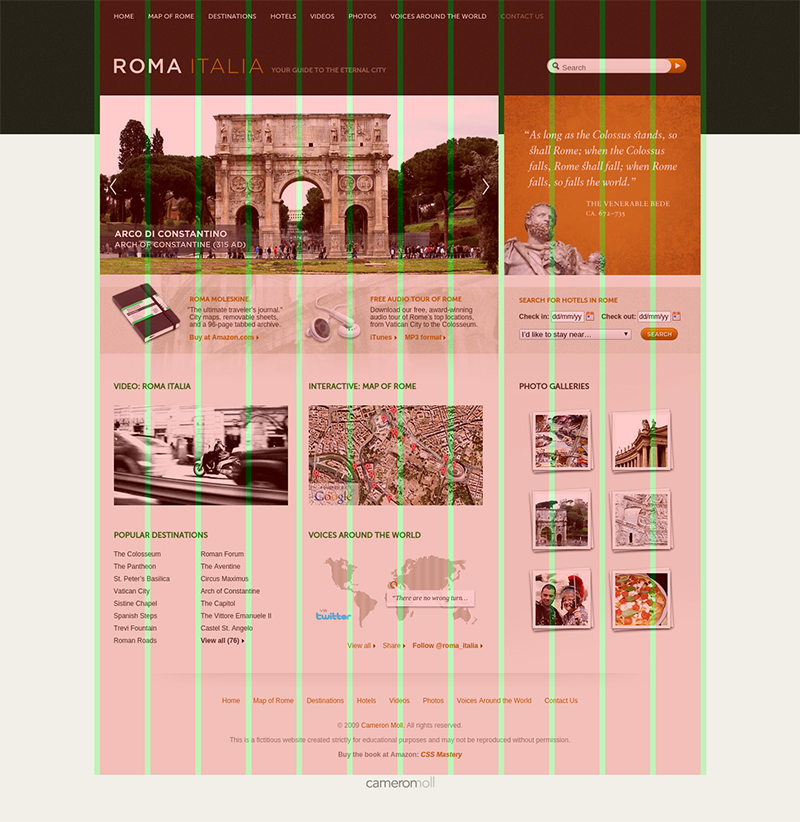 HOME MAP OF ROME DESTINATIONS HOTELS VIDEOS PHOTOS VOICES AROUND THE WORLD CONTACT US
ROMA ITALIA YOUR GUIDE TO THE ETERNAL CITY
Search
“As long as the Colossus stands, so
shall Rome; when the Colossus
falls, Rome shall fall; when Rome
falls, so falls the world.”
THE VENERABLE BEDE
CA. 672–735
ARCO DI CONSTANTINO
ARCH OF CONSTANTINE (315 AD)
ROMA MOLESKINE
"The ultimate traveler's journal."
City maps, removable sheets,
and a 96-page tabbed archive.
Buy at Amazon.com
FREE AUDIO TOUR OF ROME
Download our free, award-winning
audio tour of Rome's top locations,
from Vatican City to the Colosseum.
iTunes MP3 format
SEARCH FOR HOTELS IN ROME
Check in: dd/mm/yy Check out: dd/mm/yy
I'd like to stay near… SEARCH
VIDEO: ROMA ITALIA
INTERACTIVE: MAP OF ROME
Google
PHOTO GALLERIES
POPULAR DESTINATIONS
The Colosseum
The Pantheon
St. Peter's Basilica
Vatican City
Sistine Chapel
Spanish Steps
Trevi Fountain
Roman Roads
Roman Forum
The Aventine
Circus Maximus
Arch of Constantine
The Capitol
The Vittore Emanuele II
Castel St. Angelo
View all (76)
VOICES AROUND THE WORLD
“There are no wrong turn…
twitter
View all Share Follow @roma_italia
Home Map of Rome Destinations Hotels Videos Photos Voices Around the World Contact Us
© 2009 Cameron Moll. All rights reserved.
This is a fictitious website created strictly for educational purposes and may not be reproduced without permission.
Buy the book at Amazon: CSS Mastery
cameronmoll